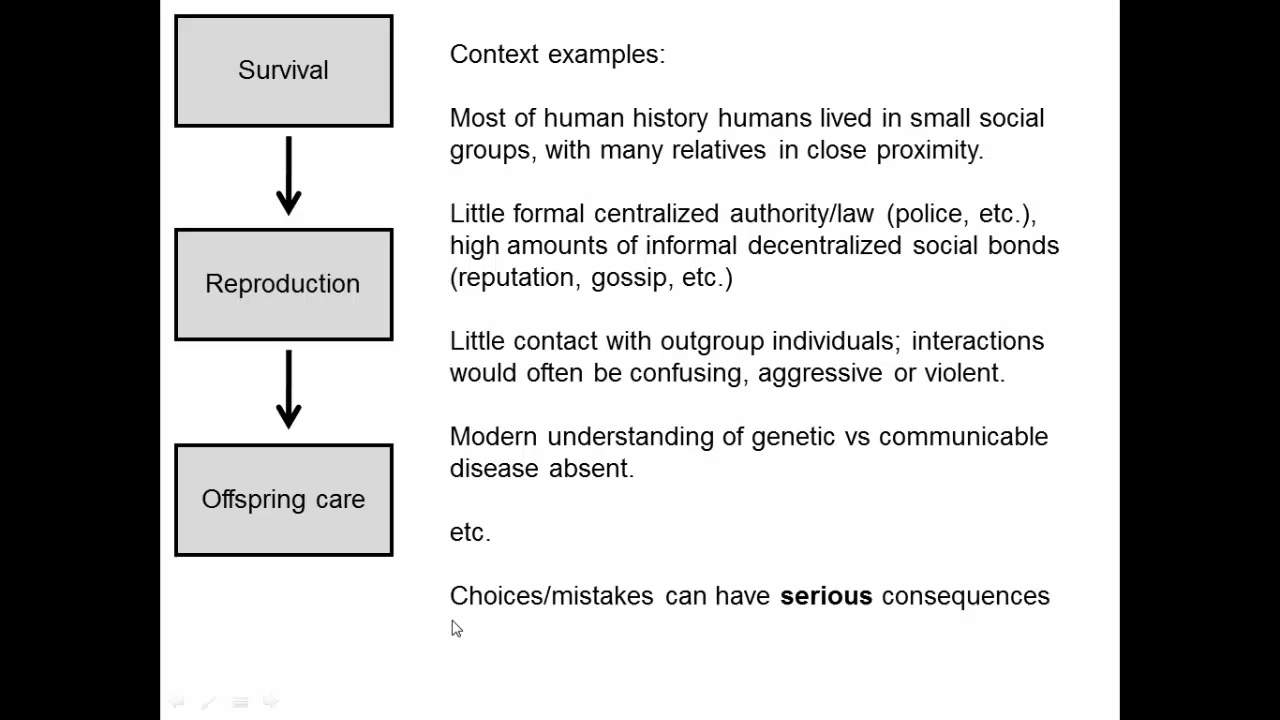 Survival
Reproduction
Offspring care
Context examples:
Most of human history humans lived in small social
groups, with many relatives in close proximity.
Little formal centralized authority/law (police, etc.),
high amounts of informal decentralized social bonds
(reputation, gossip, etc.)
Little contact with outgroup individuals; interactions
would often be confusing, aggressive or violent.
Modern understanding of genetic vs communicable
disease absent.
etc.
Choices/mistakes can have serious consequences